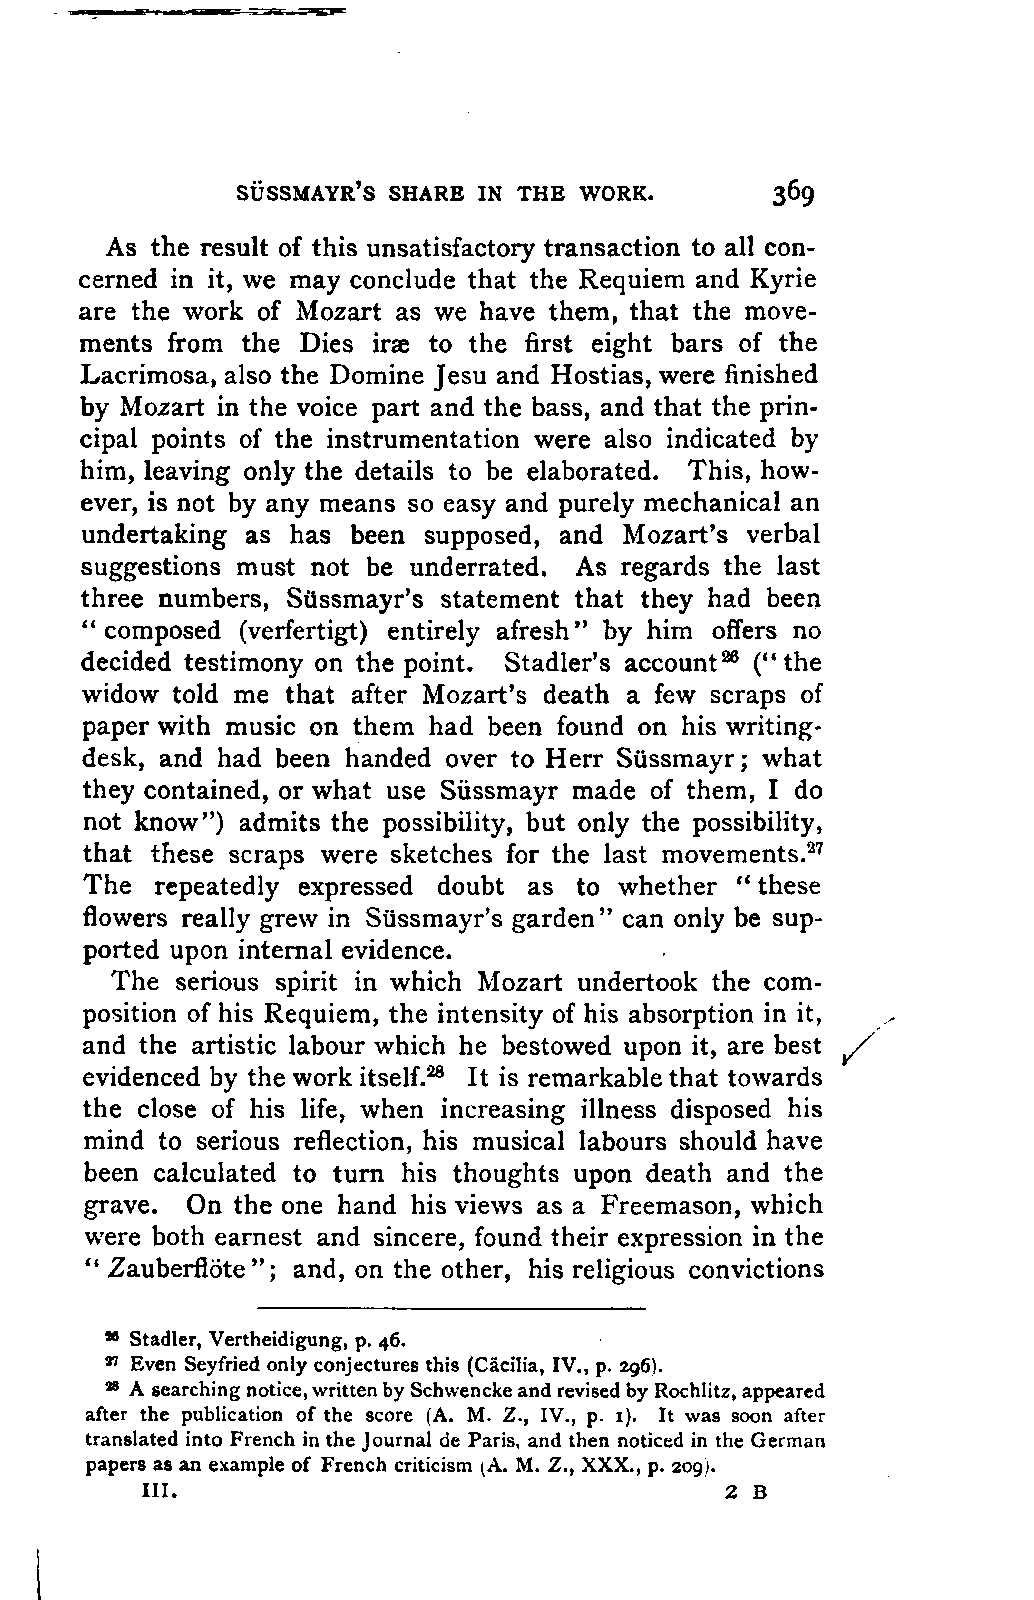 SÜSSMAYR'S SHARE IN THE WORK. 369
As the result of this unsatisfactory transaction to all con-
cerned in it, we may conclude that the Requiem and Kyrie
are the work of Mozart as we have them, that the move-
ments from the Dies iræ to the first eight bars of the
Lacrimosa, also the Domine Jesu and Hostias, were finished
by Mozart in the voice part and the bass, and that the prin-
cipal points of the instrumentation were also indicated by
him, leaving only the details to be elaborated. This, how-
ever, is not by any means so easy and purely mechanical an
undertaking as has been supposed, and Mozart's verbal
suggestions must not be underrated. As regards the last
three numbers, Süssmayr's statement that they had been
"composed (verfertigt) entirely afresh" by him offers no
decided testimony on the point. Stadler's account²⁶ ("the
widow told me that after Mozart's death a few scraps of
paper with music on them had been found on his writing-
desk, and had been handed over to Herr Süssmayr; what
they contained, or what use Süssmayr made of them, I do
not know") admits the possibility, but only the possibility,
that these scraps were sketches for the last movements.²⁷
The repeatedly expressed doubt as to whether "these
flowers really grew in Süssmayr's garden" can only be sup-
ported upon internal evidence.
The serious spirit in which Mozart undertook the com-
position of his Requiem, the intensity of his absorption in it,
and the artistic labour which he bestowed upon it, are best
evidenced by the work itself.²⁸ It is remarkable that towards
the close of his life, when increasing illness disposed his
mind to serious reflection, his musical labours should have
been calculated to turn his thoughts upon death and the
grave. On the one hand his views as a Freemason, which
were both earnest and sincere, found their expression in the
"Zauberflöte"; and, on the other, his religious convictions
²⁶ Stadler, Vertheidigung, p. 46.
²⁷ Even Seyfried only conjectures this (Cäcilia, IV., p. 296).
²⁸ A searching notice, written by Schwencke and revised by Rochlitz, appeared
after the publication of the score (A. M. Z., IV., p. 1). It was soon after
translated into French in the Journal de Paris, and then noticed in the German
papers as an example of French criticism (A. M. Z., XXX., p. 209).
III. 2 B